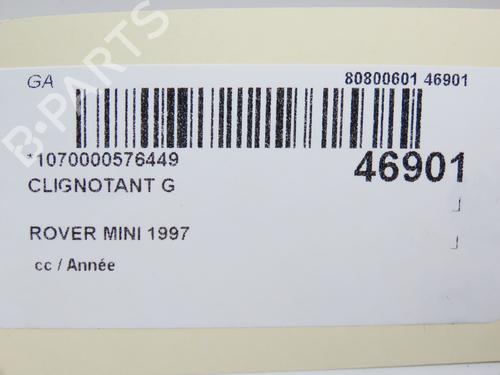 GA 80800601 46901
*1070000576449 46901
CLIGNOTANT G
ROVER MINI 1997
cc / Année
B-PARTS